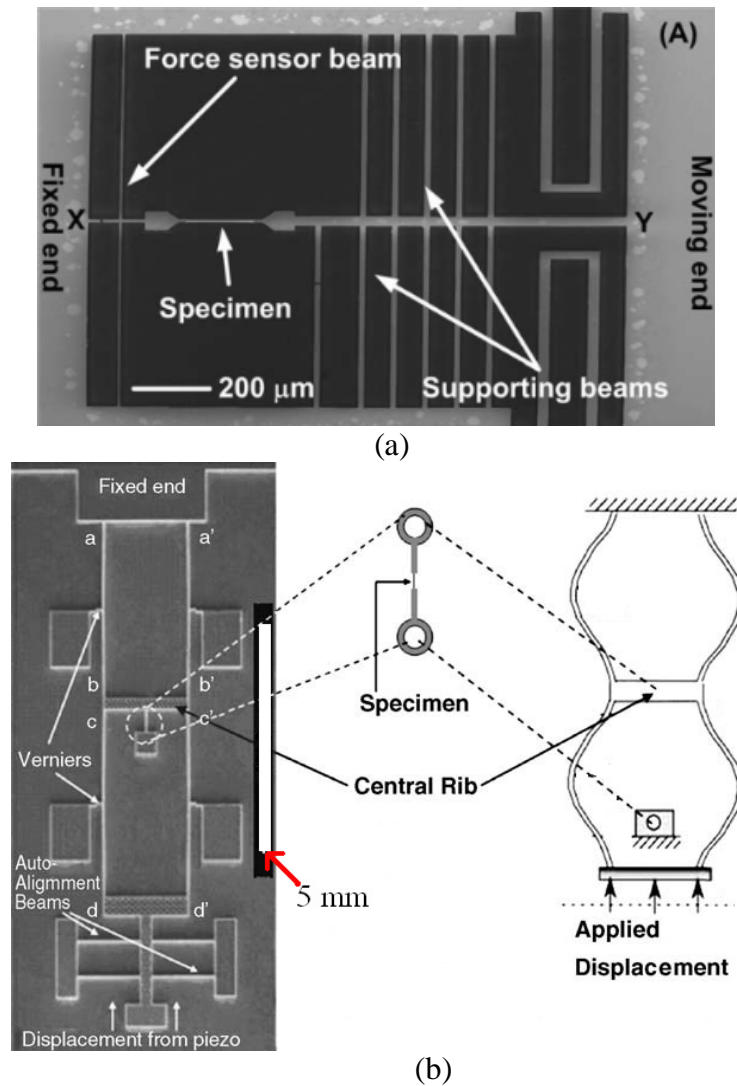 (A)
Force sensor beam
Fixed end
X
Y
Moving end
Specimen
200 μm
Supporting beams
(a)
Fixed end
a a'
b b'
c c'
Specimen
Verniers
Central Rib
Auto-
Alignment
Beams
d d'
5 mm
Applied
Displacement
Displacement from piezo
(b)